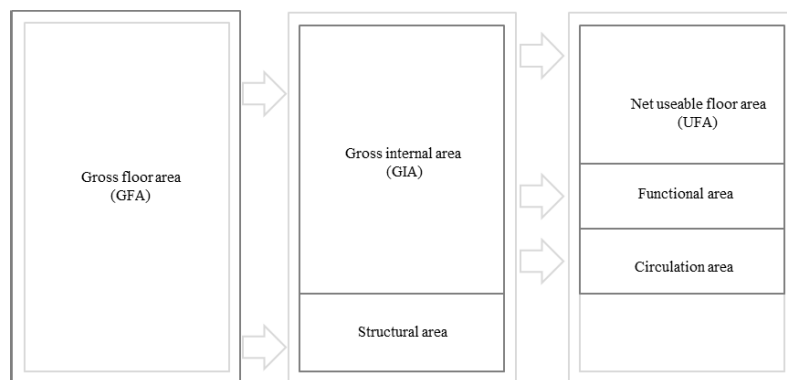 Gross floor area
(GFA)
Gross internal area
(GIA)
Structural area
Net useable floor area
(UFA)
Functional area
Circulation area